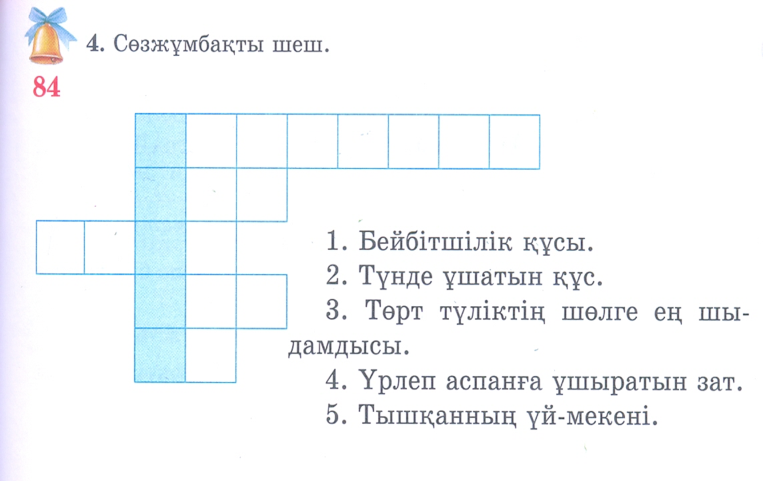 4. Сөзжұмбақты шеш.
84
1. Бейбітшілік құсы.
2. Түнде ұшатын құс.
3. Төрт түліктің шөлге ең шы-
дамдысы.
4. Үрлеп аспанға ұшыратын зат.
5. Тышқанның үй-мекені.